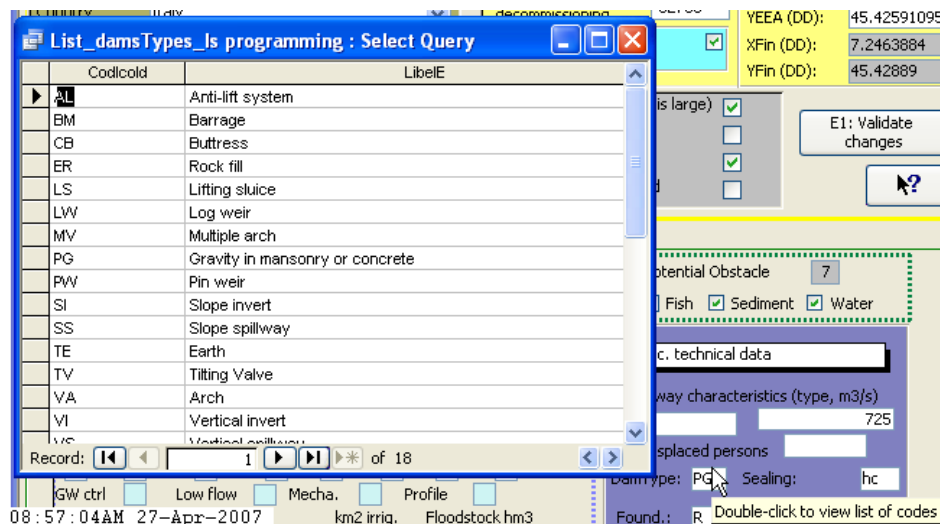 Italy
decommissioning
YEEA (DD): 45.42591095
List_damsTypes_ls programming : Select Query
XFin (DD): 7.2463884
YFin (DD): 45.42889
CodIcold LibelE
AL Anti-lift system
is large)
BM Barrage
E1: Validate
changes
CB Buttress
ER Rock fill
LS Lifting sluice
LW Log weir
MV Multiple arch
PG Gravity in mansonry or concrete
otential Obstacle 7
PW Pin weir
SI Slope invert
Fish Sediment Water
SS Slope spillway
TE Earth
c. technical data
TV Tilting Valve
VA Arch
way characteristics (type, m3/s)
VI Vertical invert
725
VS Vertical spillway
Record: 1 of 18
splaced persons
DamType: PG Sealing: hc
GW ctrl Low flow Mecha. Profile
08:57:04AM 27-Apr-2007
km2 irrig. Floodstock hm3
Found.: R
Double-click to view list of codes